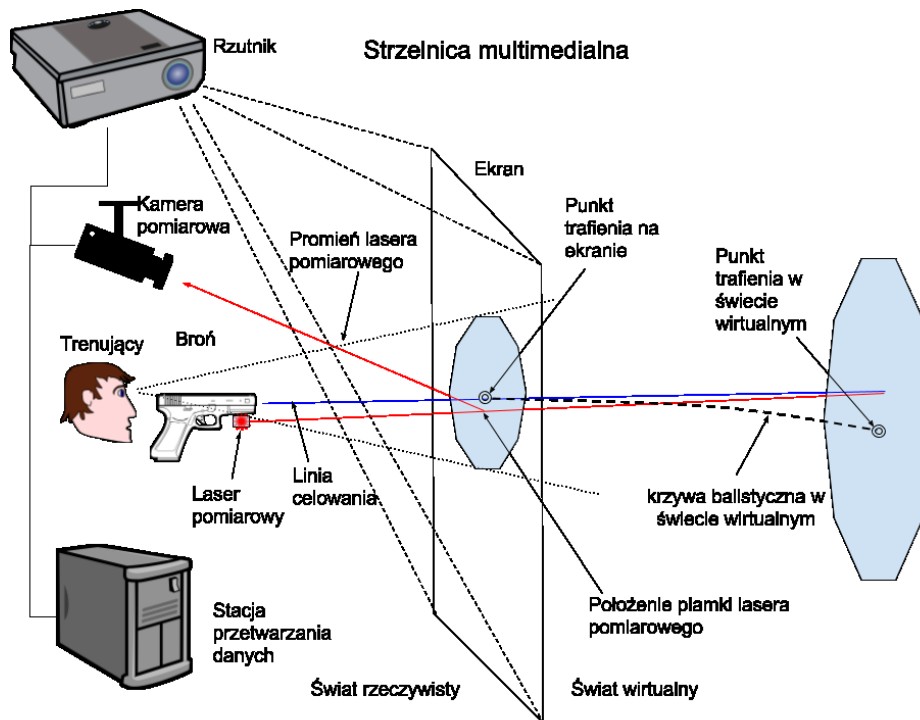 Rzutnik
Strzelnica multimedialna
Ekran
Kamera
pomiarowa
Promień lasera
pomiarowego
Punkt
trafienia na
ekranie
Punkt
trafienia w
świecie
wirtualnym
Trenujący
Broń
Laser
pomiarowy
Linia
celowania
krzywa balistyczna w
świecie wirtualnym
Stacja
przetwarzania
danych
Położenie plamki lasera
pomiarowego
Świat rzeczywisty
Świat wirtualny